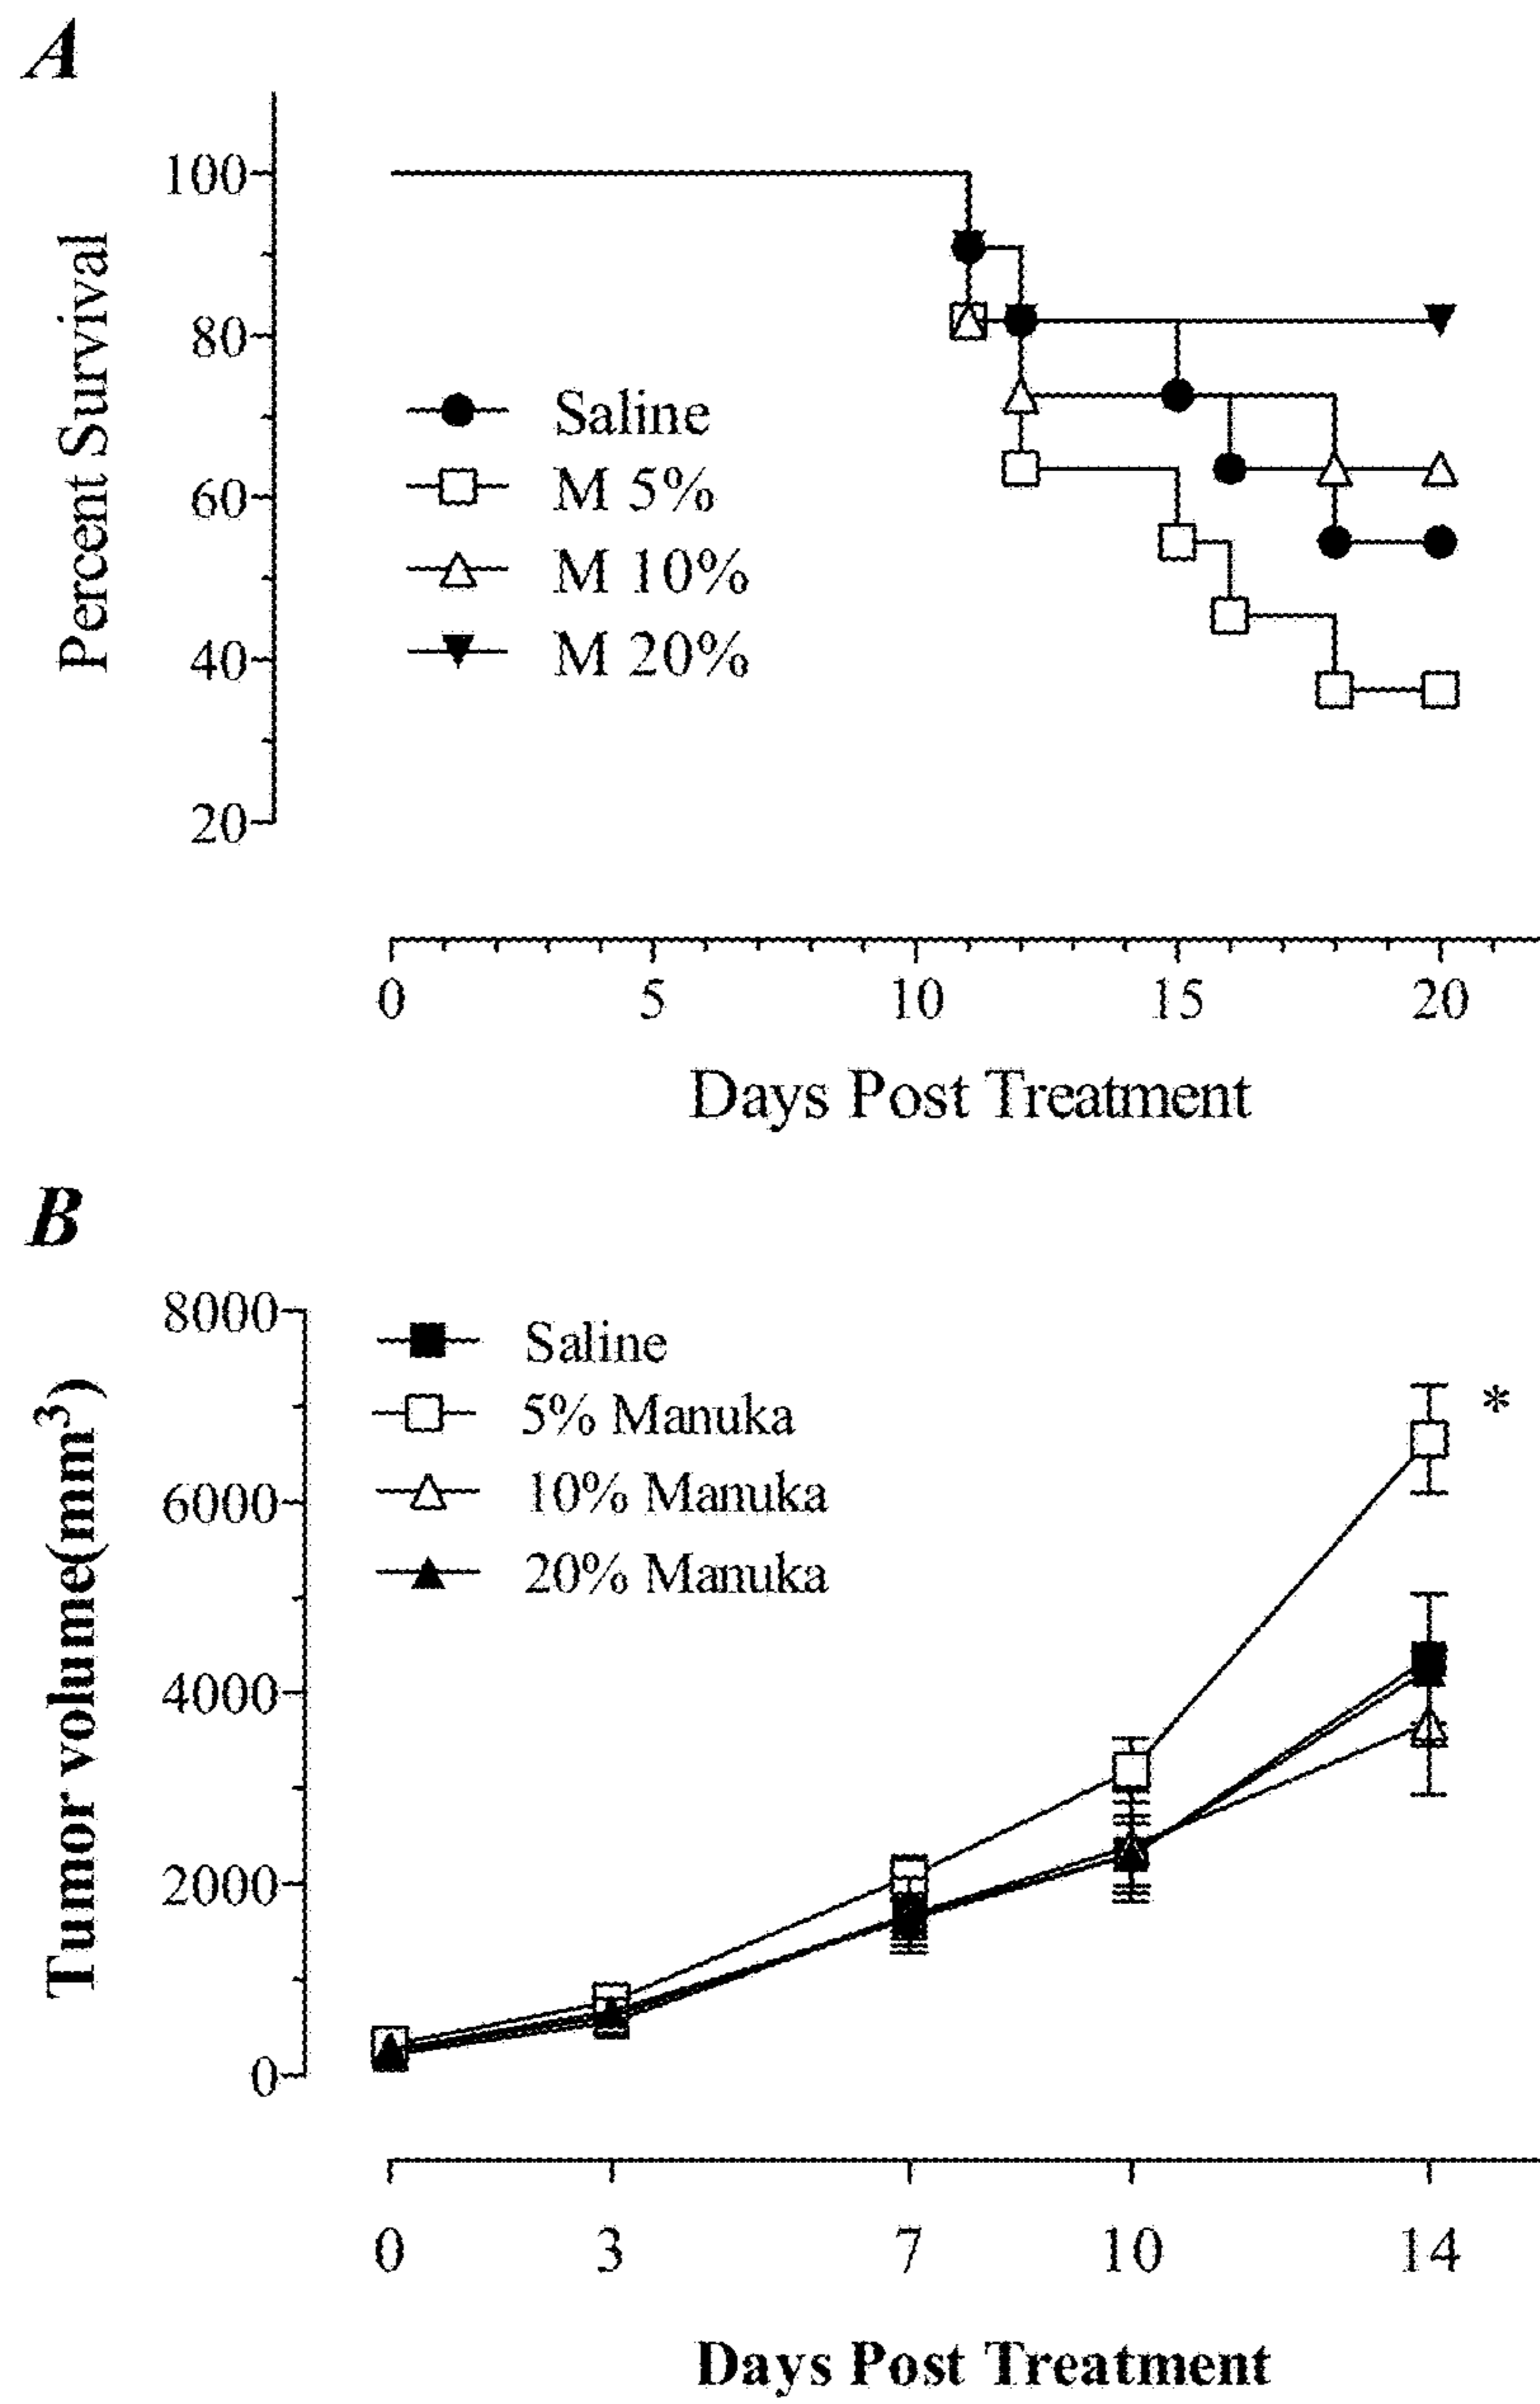 A
Percent Survival
100
80
60
40
20
Saline
M 5%
M 10%
M 20%
0 5 10 15 20
Days Post Treatment
B
Tumor volume(mm³)
8000
6000
4000
2000
0
Saline
5% Manuka
10% Manuka
20% Manuka
*
0 3 7 10 14
Days Post Treatment